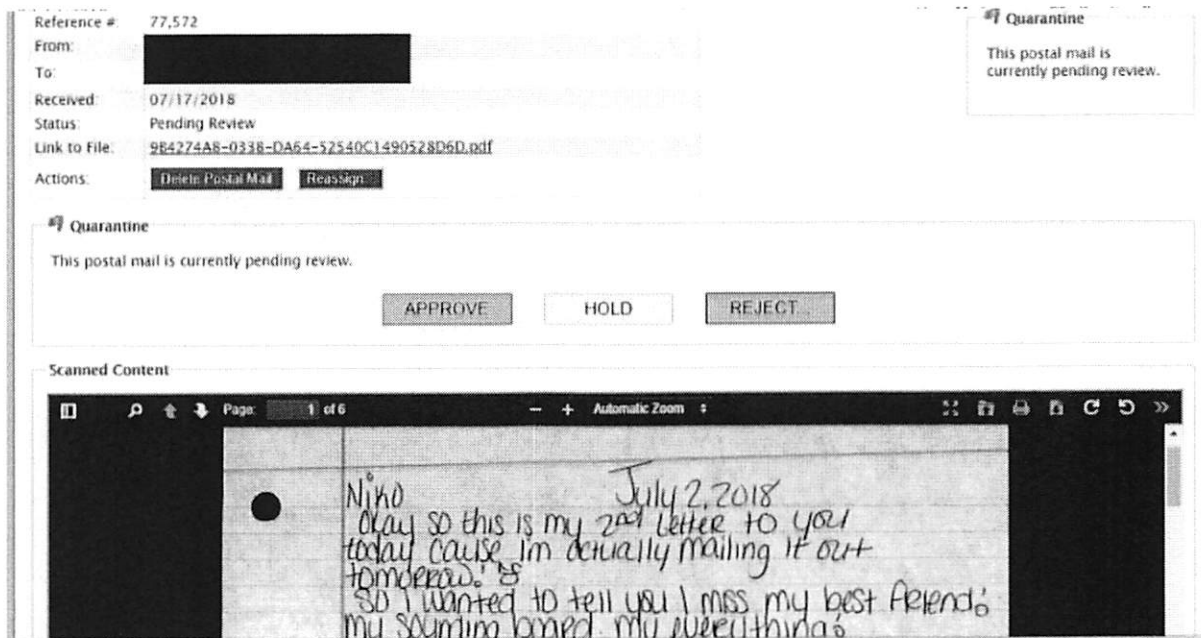 Reference #: 77,572
From:
To:
Received: 07/17/2018
Status: Pending Review
Link to File: 9B4274A8-0338-DA64-52540C1490528D6D.pdf
Actions: Delete Postal Mail Reassign
Quarantine
This postal mail is
currently pending review.
Quarantine
This postal mail is currently pending review.
APPROVE HOLD REJECT...
Scanned Content
Page: 1 of 6 Automatic Zoom
Niko July 2, 2018
Okay so this is my 2nd letter to you
today cause I'm actually mailing it out
tomorrow!
So I wanted to tell you I miss my best friend;
my sounding board, my everything;